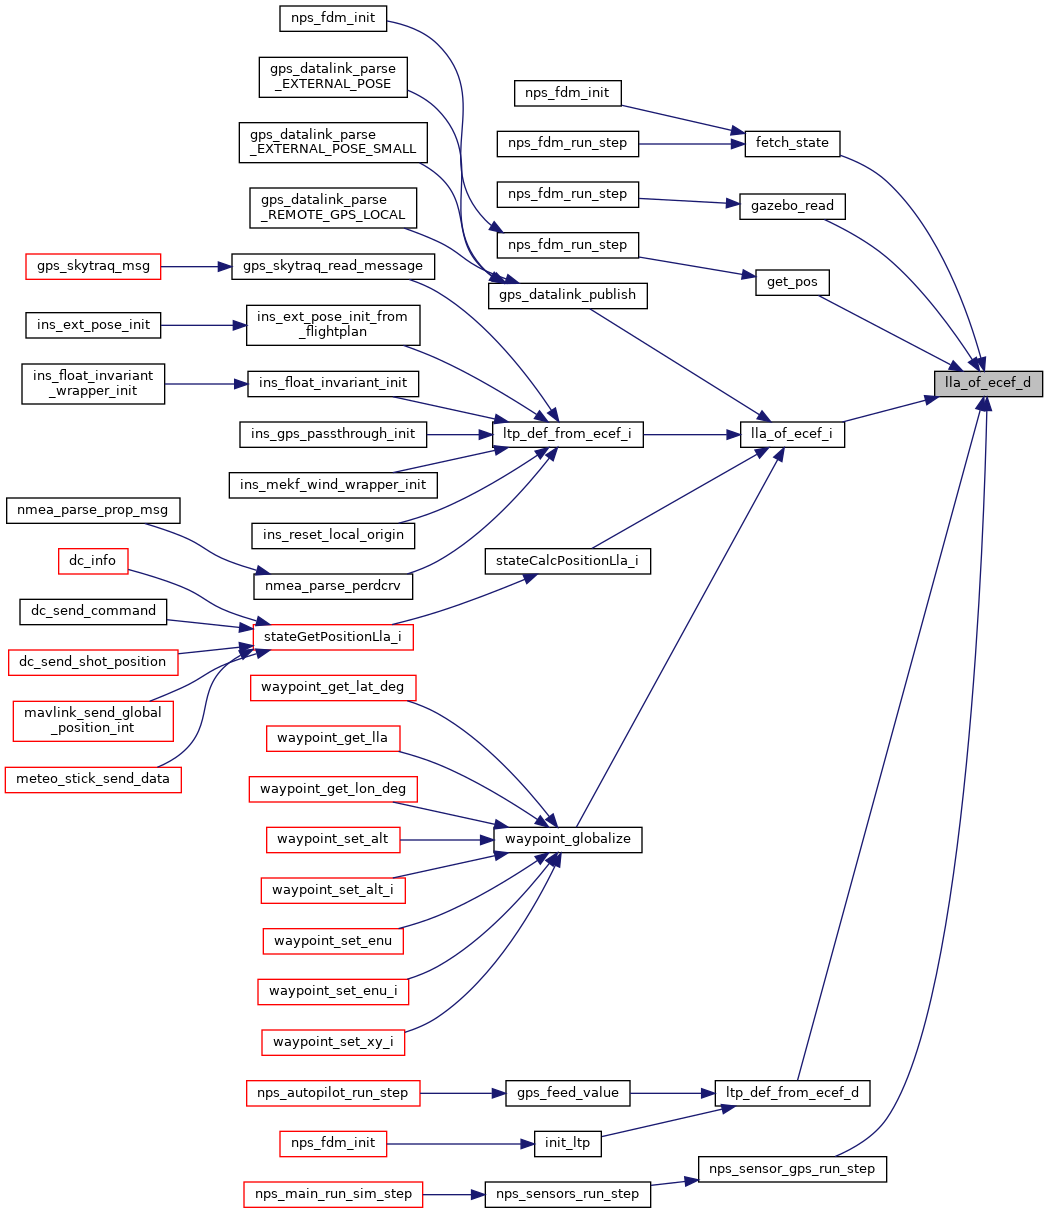 nps_fdm_init
gps_datalink_parse
_EXTERNAL_POSE
nps_fdm_init
gps_datalink_parse
_EXTERNAL_POSE_SMALL
nps_fdm_run_step
fetch_state
gps_datalink_parse
_REMOTE_GPS_LOCAL
nps_fdm_run_step
gazebo_read
nps_fdm_run_step
gps_skytraq_msg
gps_skytraq_read_message
get_pos
gps_datalink_publish
ins_ext_pose_init
ins_ext_pose_init_from
_flightplan
ins_float_invariant
_wrapper_init
ins_float_invariant_init
lla_of_ecef_d
ins_gps_passthrough_init
ltp_def_from_ecef_i
lla_of_ecef_i
ins_mekf_wind_wrapper_init
nmea_parse_prop_msg
ins_reset_local_origin
dc_info
stateCalcPositionLla_i
nmea_parse_perdcrv
dc_send_command
stateGetPositionLla_i
dc_send_shot_position
waypoint_get_lat_deg
mavlink_send_global
_position_int
waypoint_get_lla
meteo_stick_send_data
waypoint_get_lon_deg
waypoint_set_alt
waypoint_globalize
waypoint_set_alt_i
waypoint_set_enu
waypoint_set_enu_i
waypoint_set_xy_i
nps_autopilot_run_step
gps_feed_value
ltp_def_from_ecef_d
nps_fdm_init
init_ltp
nps_sensor_gps_run_step
nps_main_run_sim_step
nps_sensors_run_step